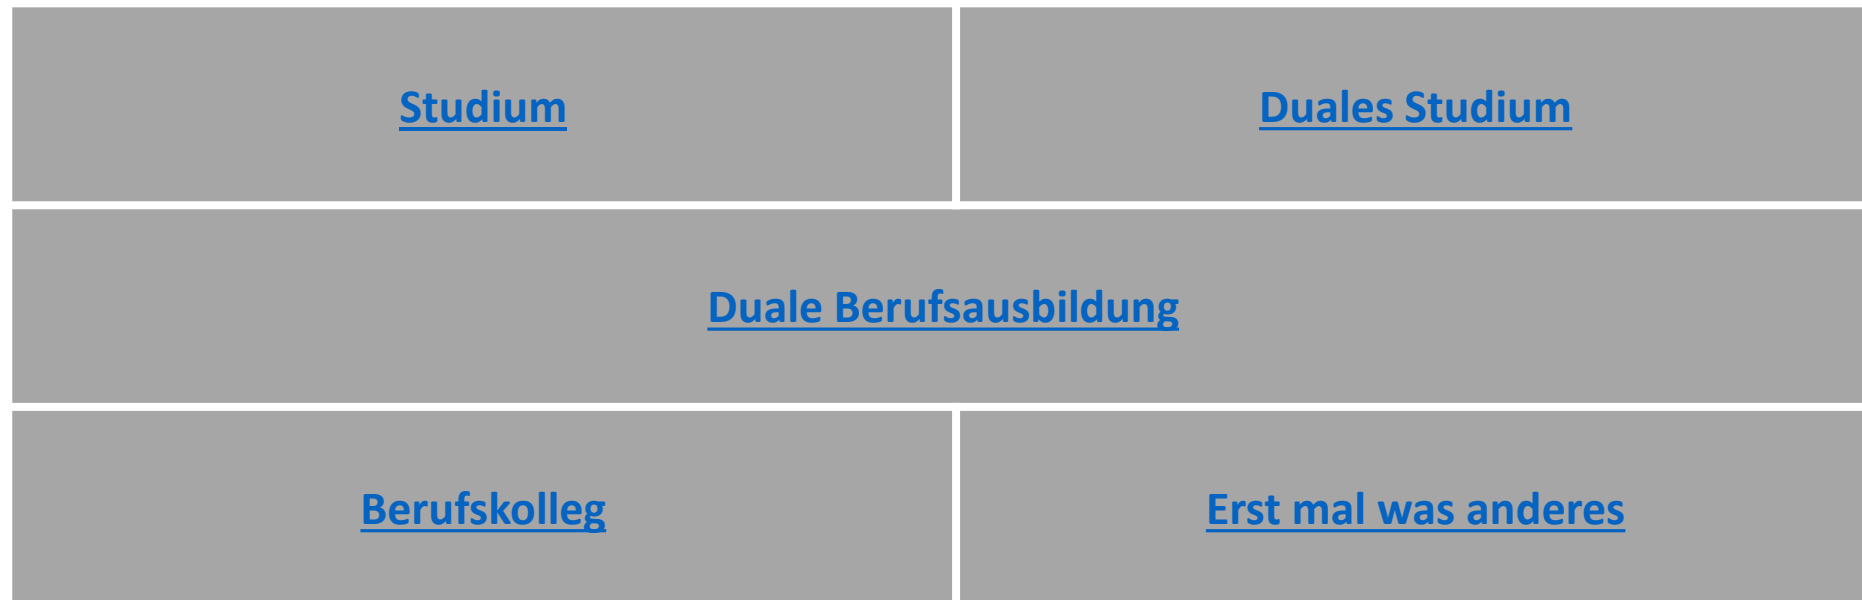 Studium
Duales Studium
Duale Berufsausbildung
Berufskolleg
Erst mal was anderes